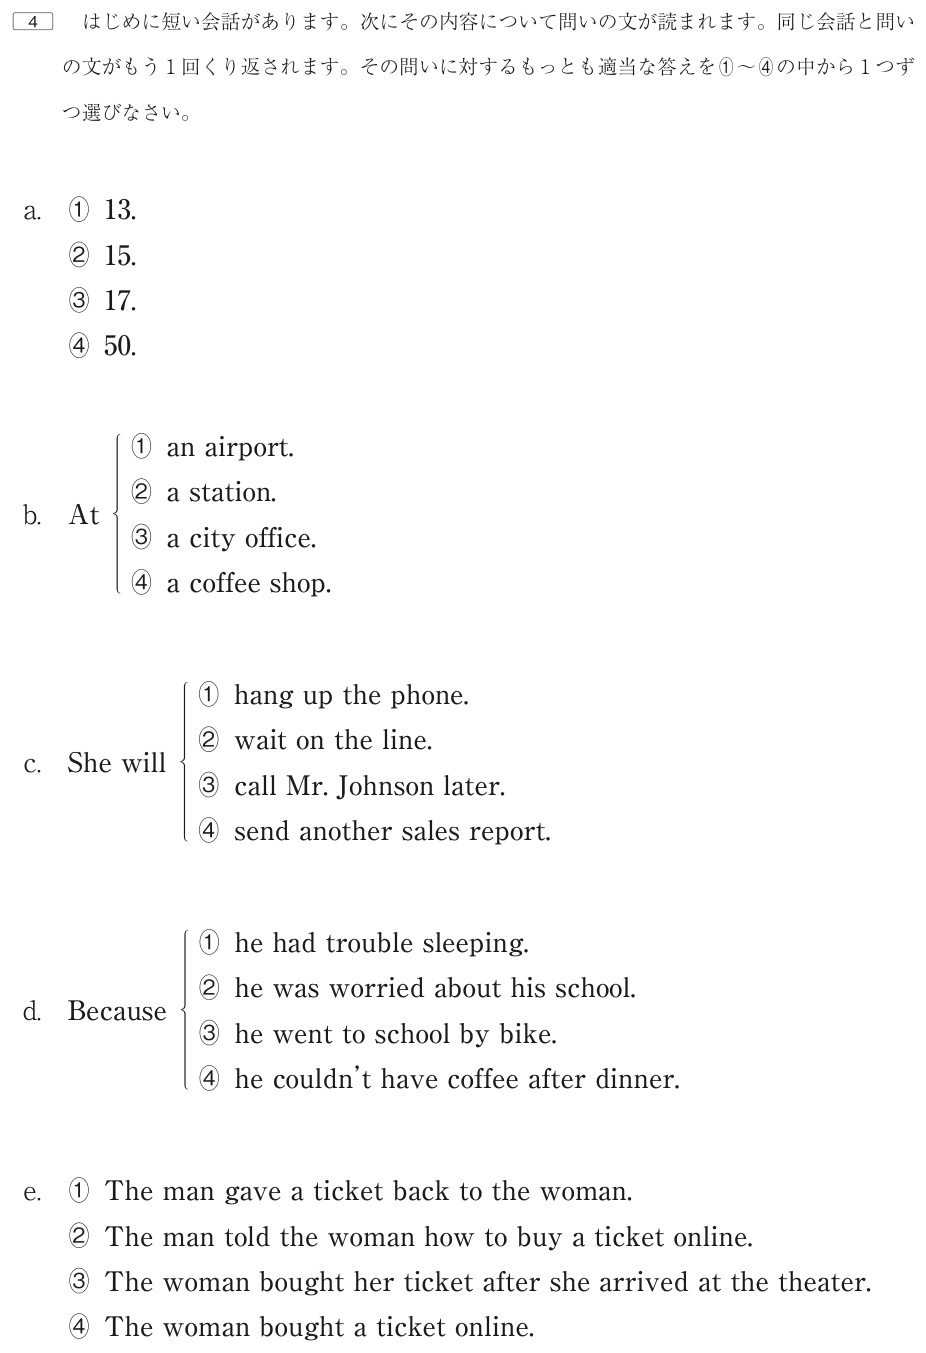 4 はじめに短い会話があります。次にその内容について問いの文が読まれます。同じ会話と問い
の文がもう1回くり返されます。その問いに対するもっとも適当な答えを①~④の中から1つず
つ選びなさい。
a. ① 13.
② 15.
③ 17.
④ 50.
b. At
① an airport.
② a station.
③ a city office.
④ a coffee shop.
c. She will
① hang up the phone.
② wait on the line.
③ call Mr. Johnson later.
④ send another sales report.
d. Because
① he had trouble sleeping.
② he was worried about his school.
③ he went to school by bike.
④ he couldn't have coffee after dinner.
e. ① The man gave a ticket back to the woman.
② The man told the woman how to buy a ticket online.
③ The woman bought her ticket after she arrived at the theater.
④ The woman bought a ticket online.